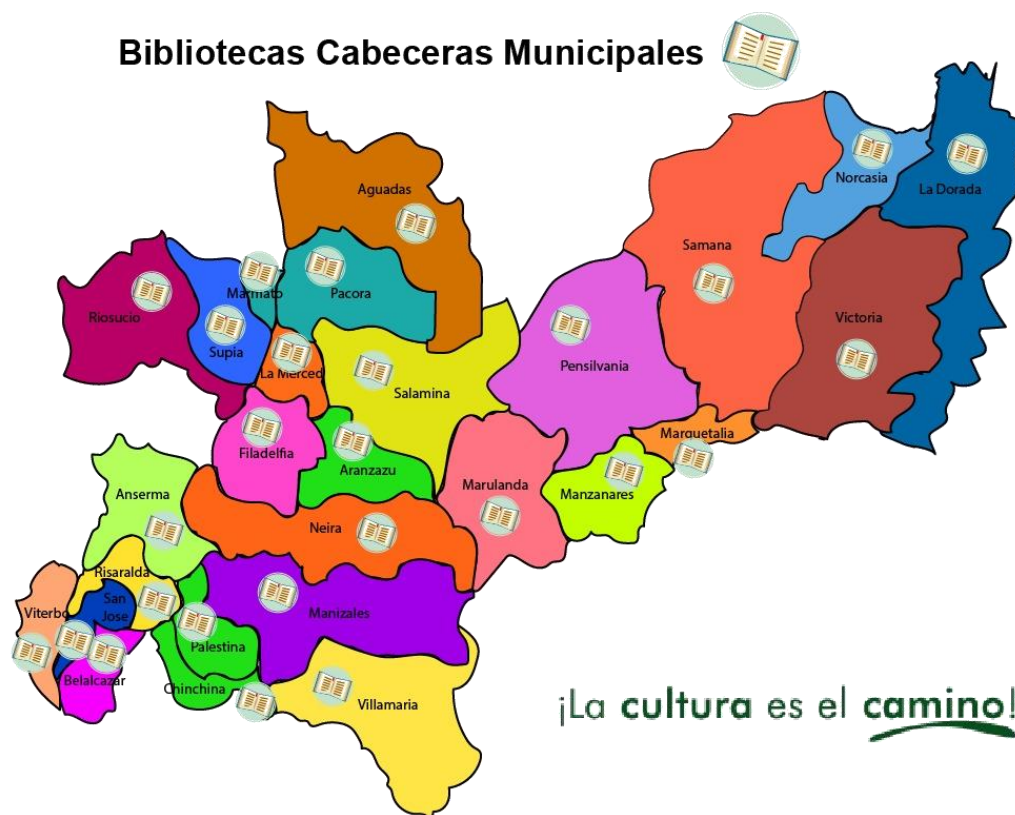 Bibliotecas Cabeceras Municipales
Aguadas
Norcasia
La Dorada
Samana
Marmato
Pacora
Riosucio
Supia
Victoria
La Merced
Salamina
Pensilvania
Filadelfia
Aranzazu
Marquetalia
Anserma
Marulanda
Manzanares
Neira
Risaralda
San
Jose
Viterbo
Manizales
Palestina
Belalcazar
Chinchina
Villamaria
¡La cultura es el camino!